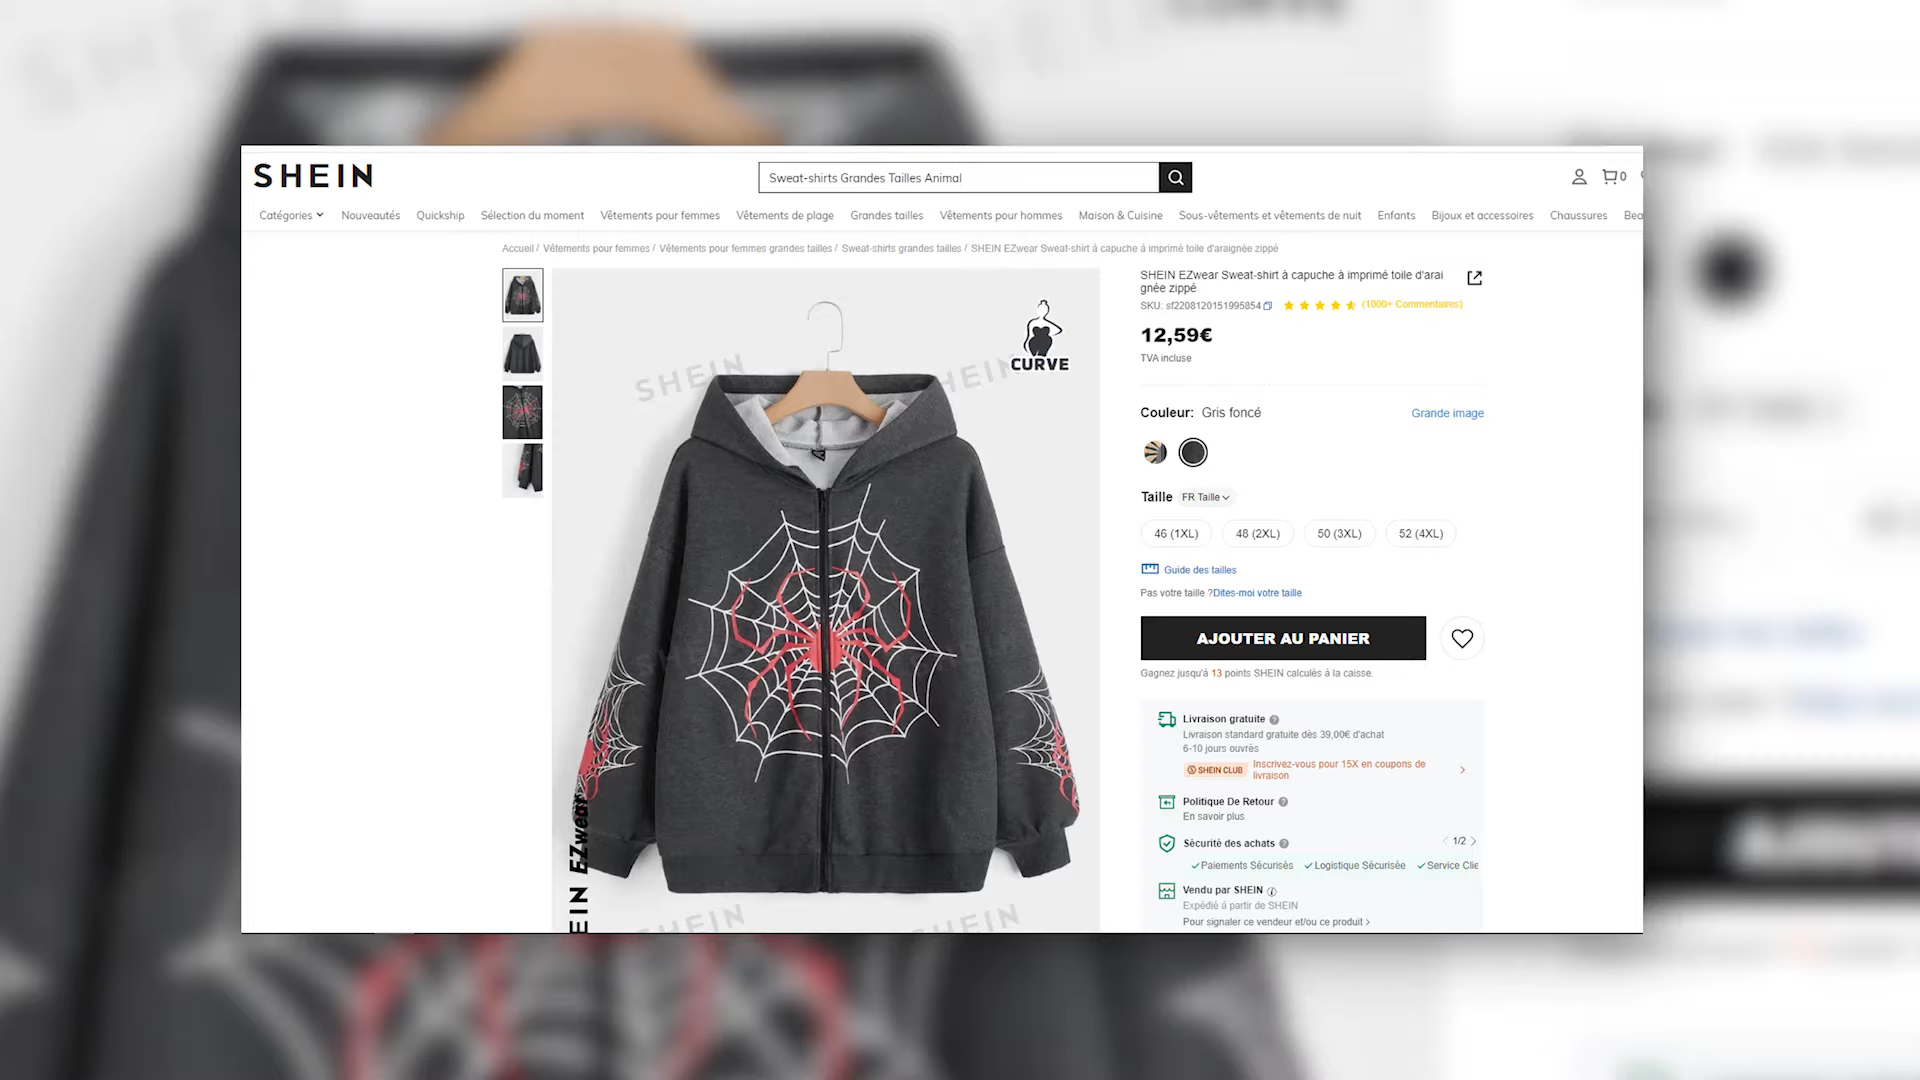 SHEIN
Sweat-shirts Grandes Tailles Animal
0
Catégories
Nouveautés
Quickship
Sélection du moment
Vêtements pour femmes
Vêtements de plage
Grandes tailles
Vêtements pour hommes
Maison & Cuisine
Sous-vêtements et vêtements de nuit
Enfants
Bijoux et accessoires
Chaussures
Bea
Accueil / Vêtements pour femmes / Vêtements pour femmes grandes tailles / Sweat-shirts grandes tailles / SHEIN EZwear Sweat-shirt à capuche à imprimé toile d'araignée zippé
SHEIN
HEIN
CURVE
EIN EZwear
SHEIN
SHEIN
SHEIN EZwear Sweat-shirt à capuche à imprimé toile d'arai
gnée zippé
SKU: sf2208120151995854
(1000+ Commentaires)
12,59€
TVA incluse
Couleur: Gris foncé
Grande image
Taille FR Taille
46 (1XL)
48 (2XL)
50 (3XL)
52 (4XL)
Guide des tailles
Pas votre taille ?Dites-moi votre taille
AJOUTER AU PANIER
Gagnez jusqu'à 13 points SHEIN calculés à la caisse.
Livraison gratuite
Livraison standard gratuite dès 39,00€ d'achat
6-10 jours ouvrés
SHEIN CLUB
Inscrivez-vous pour 15X en coupons de
livraison
Politique De Retour
En savoir plus
Sécurité des achats
1/2
Paiements Sécurisés
Logistique Sécurisée
Service Clie
Vendu par SHEIN
Expédié à partir de SHEIN
Pour signaler ce vendeur et/ou ce produit >